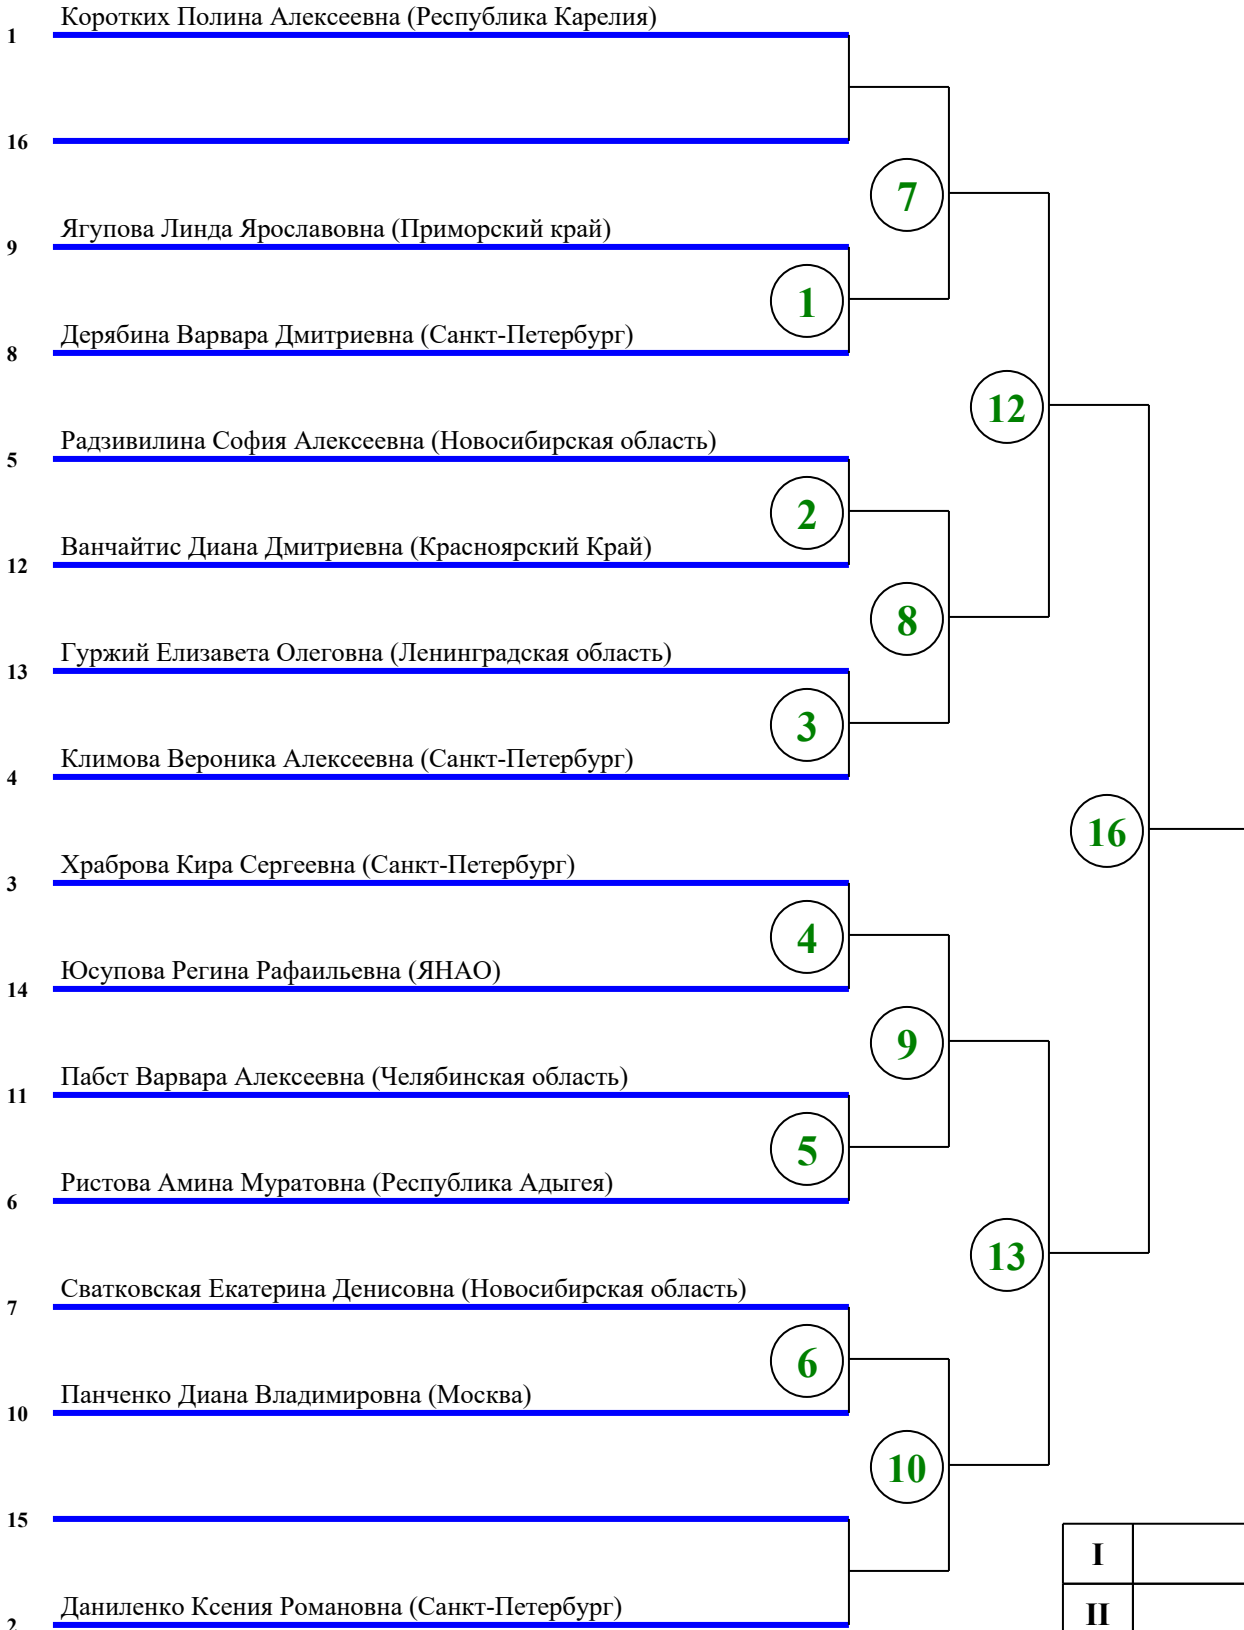 Коротких Полина Алексеевна (Республика Карелия)
1
16
7
Ягупова Линда Ярославовна (Приморский край)
9
1
Дерябина Варвара Дмитриевна (Санкт-Петербург)
8
12
Радзивилина София Алексеевна (Новосибирская область)
5
2
Ванчайтис Диана Дмитриевна (Красноярский Край)
12
8
Гуржий Елизавета Олеговна (Ленинградская область)
13
3
Климова Вероника Алексеевна (Санкт-Петербург)
4
16
Храброва Кира Сергеевна (Санкт-Петербург)
3
4
Юсупова Регина Рафаильевна (ЯНАО)
14
9
Пабст Варвара Алексеевна (Челябинская область)
11
5
Ристова Амина Муратовна (Республика Адыгея)
6
13
Сватковская Екатерина Денисовна (Новосибирская область)
7
6
Панченко Диана Владимировна (Москва)
10
10
15
I
Даниленко Ксения Романовна (Санкт-Петербург)
2
II